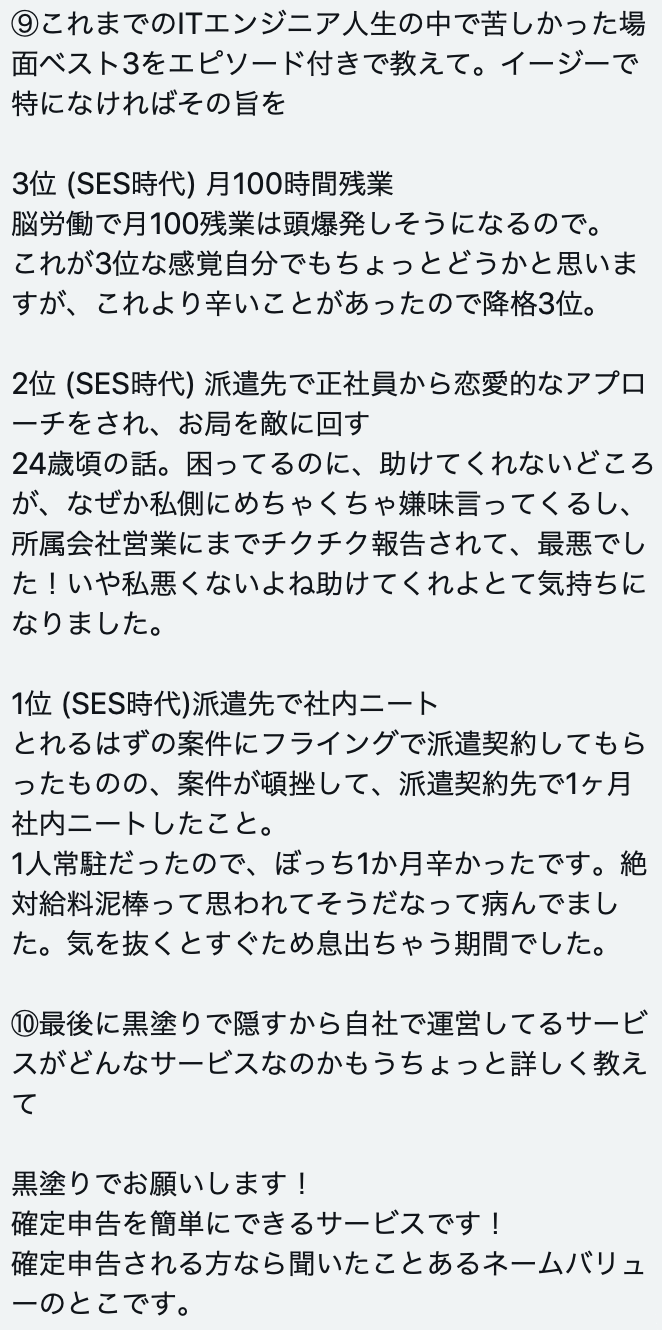 ⑨これまでのITエンジニア人生の中で苦しかった場
面ベスト3をエピソード付きで教えて。イージーで
特になければその旨を
3位 (SES時代) 月100時間残業
脳労働で月100残業は頭爆発しそうになるので。
これが3位な感覚自分でもちょっとどうかと思いま
すが、これより辛いことがあったので降格3位。
2位 (SES時代) 派遣先で正社員から恋愛的なアプロ
ーチをされ、お局を敵に回す
24歳頃の話。困ってるのに、助けてくれないどころ
が、なぜか私側にめちゃくちゃ嫌味言ってくるし、
所属会社営業にまでチクチク報告されて、最悪でし
た！いや私悪くないよね助けてくれよとて気持ちに
なりました。
1位 (SES時代)派遣先で社内ニート
とれるはずの案件にフライングで派遣契約してもら
ったものの、案件が頓挫して、派遣契約先で1ヶ月
社内ニートしたこと。
1人常駐だったので、ぼっち1か月辛かったです。絶
対給料泥棒って思われてそうだなって病んでまし
た。気を抜くとすぐため息出ちゃう期間でした。
⑩最後に黒塗りで隠すから自社で運営してるサービ
スがどんなサービスなのかもうちょっと詳しく教え
て
黒塗りでお願いします！
確定申告を簡単にできるサービスです！
確定申告される方なら聞いたことあるネームバリュ
ーのとこです。